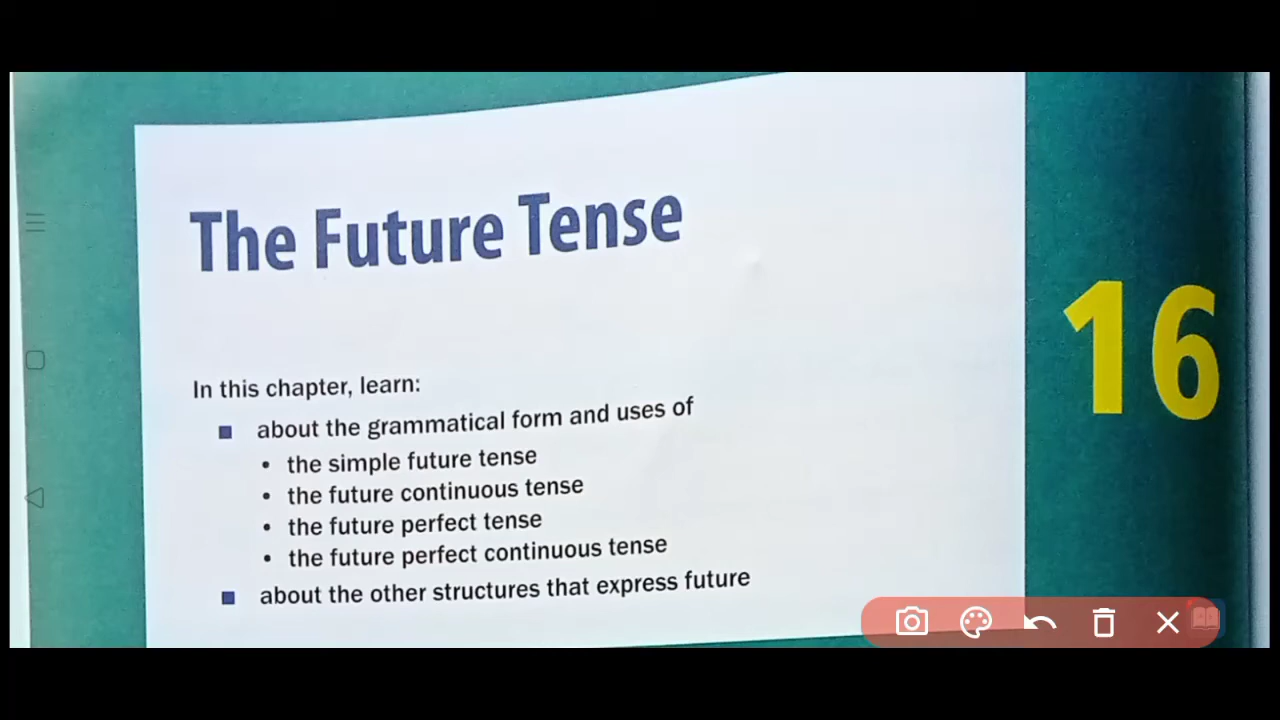 The Future Tense
16
In this chapter, learn:
■ about the grammatical form and uses of
• the simple future tense
• the future continuous tense
• the future perfect tense
• the future perfect continuous tense
■ about the other structures that express future